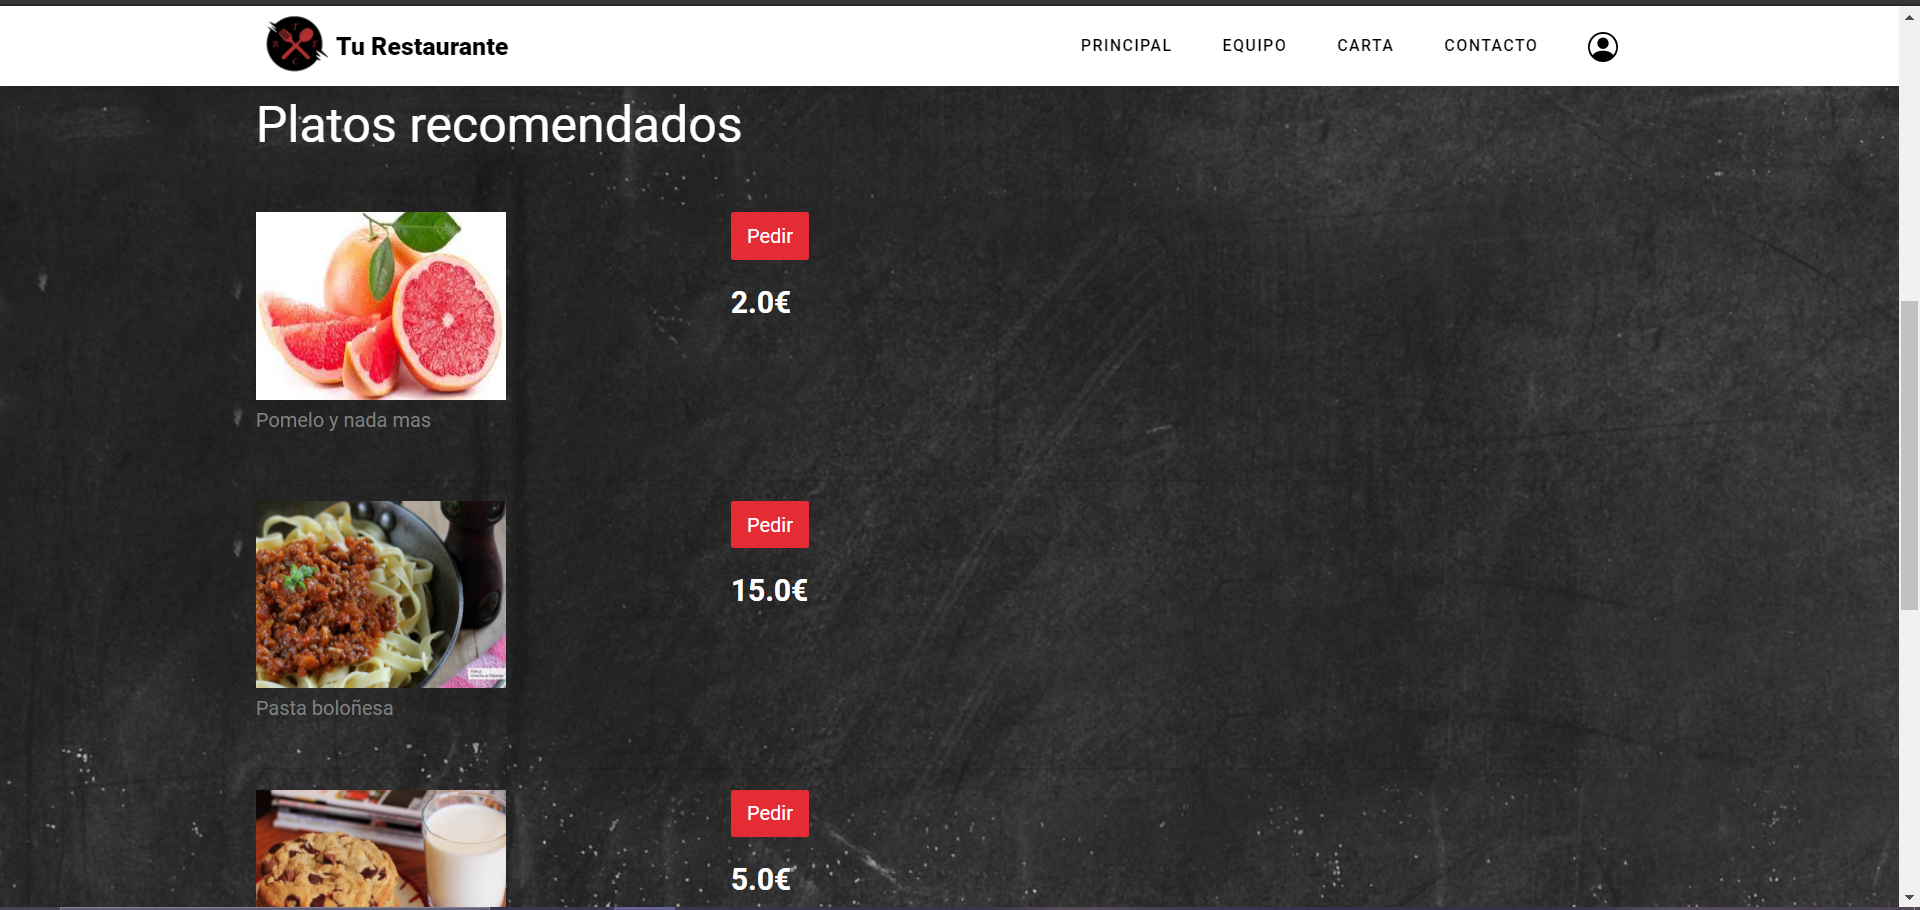 Tu Restaurante
PRINCIPAL EQUIPO CARTA CONTACTO
Platos recomendados
Pedir
2.0€
Pomelo y nada mas
Pedir
15.0€
Pasta boloñesa
Pedir
5.0€